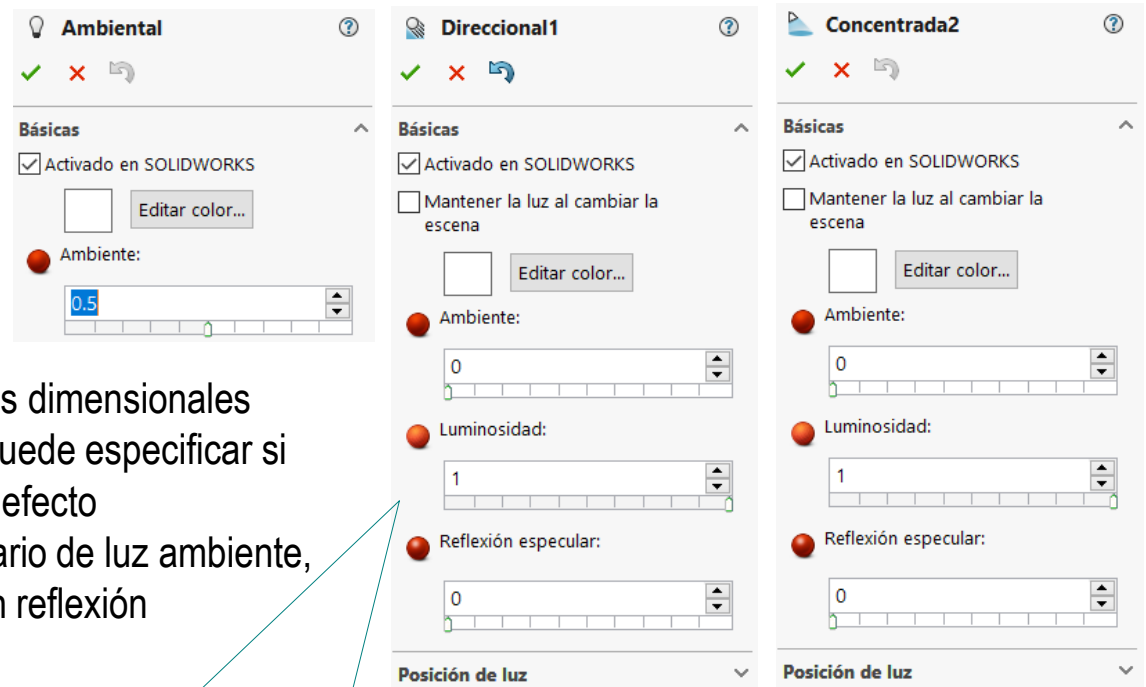 Ambiental
Básicas
Activado en SOLIDWORKS
Editar color...
Ambiente:
0.5
s dimensionales
uede especificar si
efecto
ario de luz ambiente,
n reflexión
Direccional1
Básicas
Activado en SOLIDWORKS
Mantener la luz al cambiar la
escena
Editar color...
Ambiente:
0
Luminosidad:
1
Reflexión especular:
0
Posición de luz
Concentrada2
Básicas
Activado en SOLIDWORKS
Mantener la luz al cambiar la
escena
Editar color...
Ambiente:
0
Luminosidad:
1
Reflexión especular:
0
Posición de luz